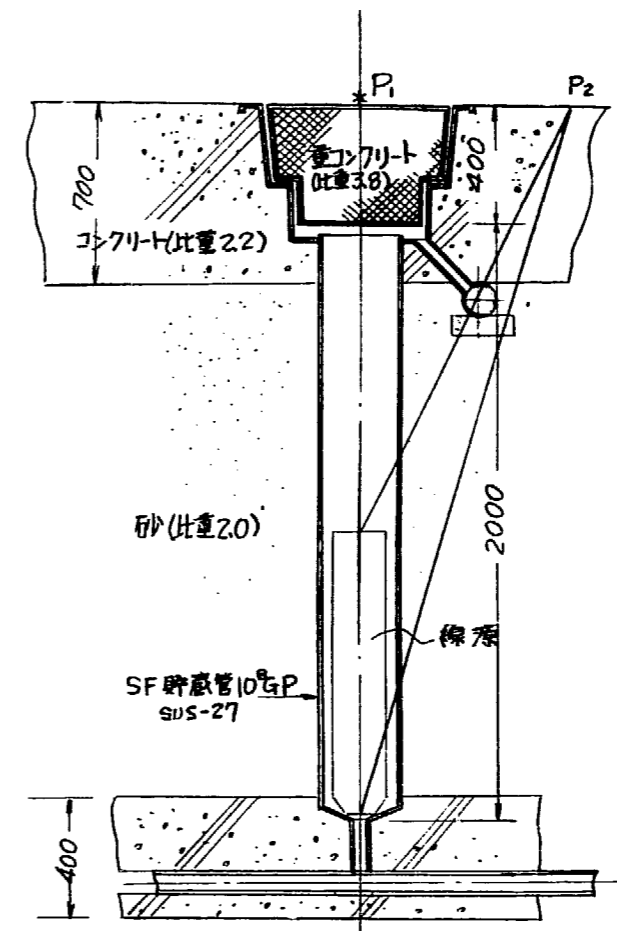 P₁
P₂
重コンクリート
(比重3.8)
400
700
コンクリート(比重2.2)
砂(比重2.0)
2000
線源
SF貯蔵管10ᴮGP
SUS-27
400